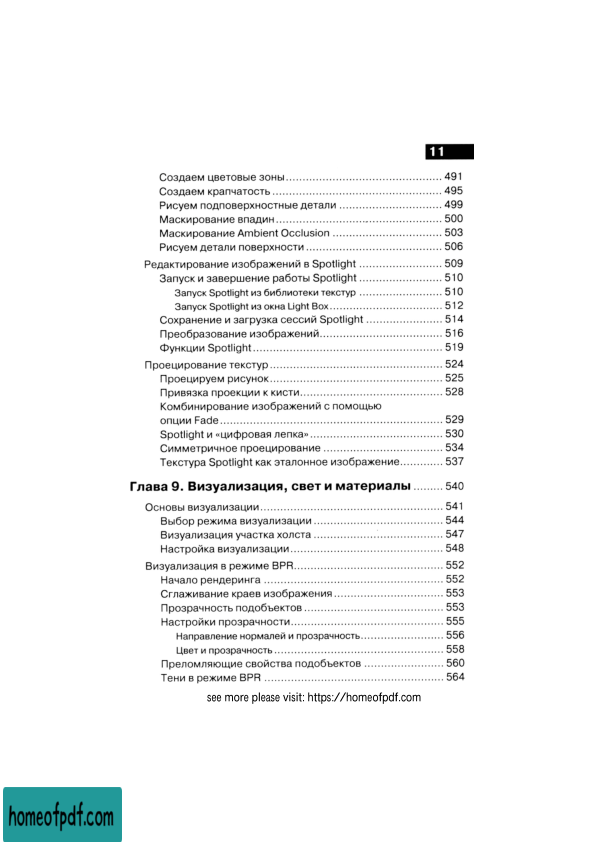 11
Создаем цветовые зоны 491
Создаем крапчатость 495
Рисуем подповерхностные детали 499
Маскирование впадин 500
Маскирование Ambient Occlusion 503
Рисуем детали поверхности 506
Редактирование изображений в Spotlight 509
Запуск и завершение работы Spotlight 510
Запуск Spotlight из библиотеки текстур 510
Запуск Spotlight из окна Light Box 512
Сохранение и загрузка сессий Spotlight 514
Преобразование изображений 516
Функции Spotlight 519
Проецирование текстур 524
Проецируем рисунок 525
Привязка проекции к кисти 528
Комбинирование изображений с помощью
опции Fade 529
Spotlight и «цифровая лепка» 530
Симметричное проецирование 534
Текстура Spotlight как эталонное изображение 537
Глава 9. Визуализация, свет и материалы 540
Основы визуализации 541
Выбор режима визуализации 544
Визуализация участка холста 547
Настройка визуализации 548
Визуализация в режиме BPR 552
Начало рендеринга 552
Сглаживание краев изображения 553
Прозрачность подобъектов 553
Настройки прозрачности 555
Направление нормалей и прозрачность 556
Цвет и прозрачность 558
Преломляющие свойства подобъектов 560
Тени в режиме BPR 564
see more please visit: https://homeofpdf.com
homeofpdf.com